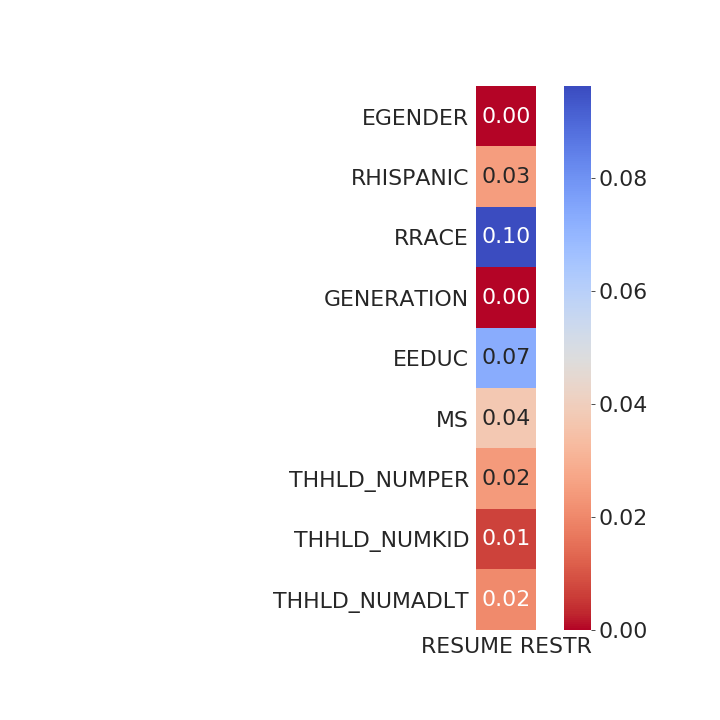 EGENDER 0.00
RHISPANIC 0.03
0.08
RRACE 0.10
0.06
GENERATION 0.00
EEDUC 0.07
0.04
MS 0.04
THHLD_NUMPER 0.02
0.02
THHLD_NUMKID 0.01
THHLD_NUMADLT 0.02
0.00
RESUME RESTR